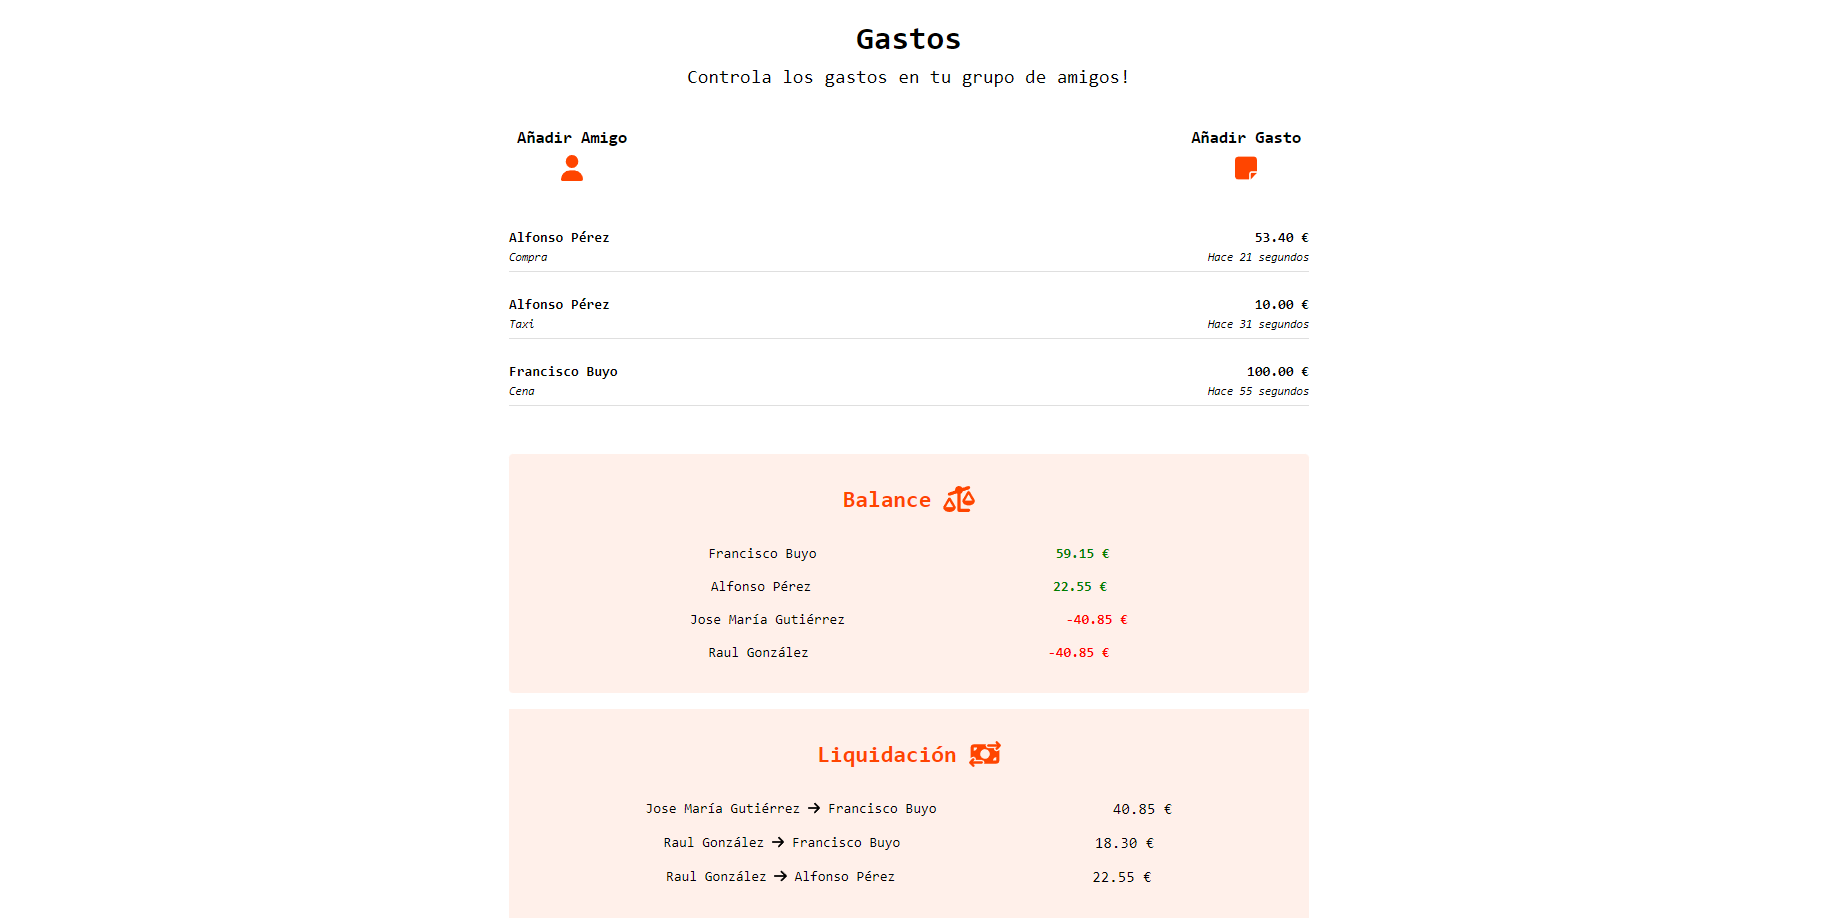 Gastos
Controla los gastos en tu grupo de amigos!
Añadir Amigo
Añadir Gasto
Alfonso Pérez 53.40 €
Compra Hace 21 segundos
Alfonso Pérez 10.00 €
Taxi Hace 31 segundos
Francisco Buyo 100.00 €
Cena Hace 55 segundos
Balance
Francisco Buyo 59.15 €
Alfonso Pérez 22.55 €
Jose María Gutiérrez -40.85 €
Raul González -40.85 €
Liquidación
Jose María Gutiérrez → Francisco Buyo 40.85 €
Raul González → Francisco Buyo 18.30 €
Raul González → Alfonso Pérez 22.55 €